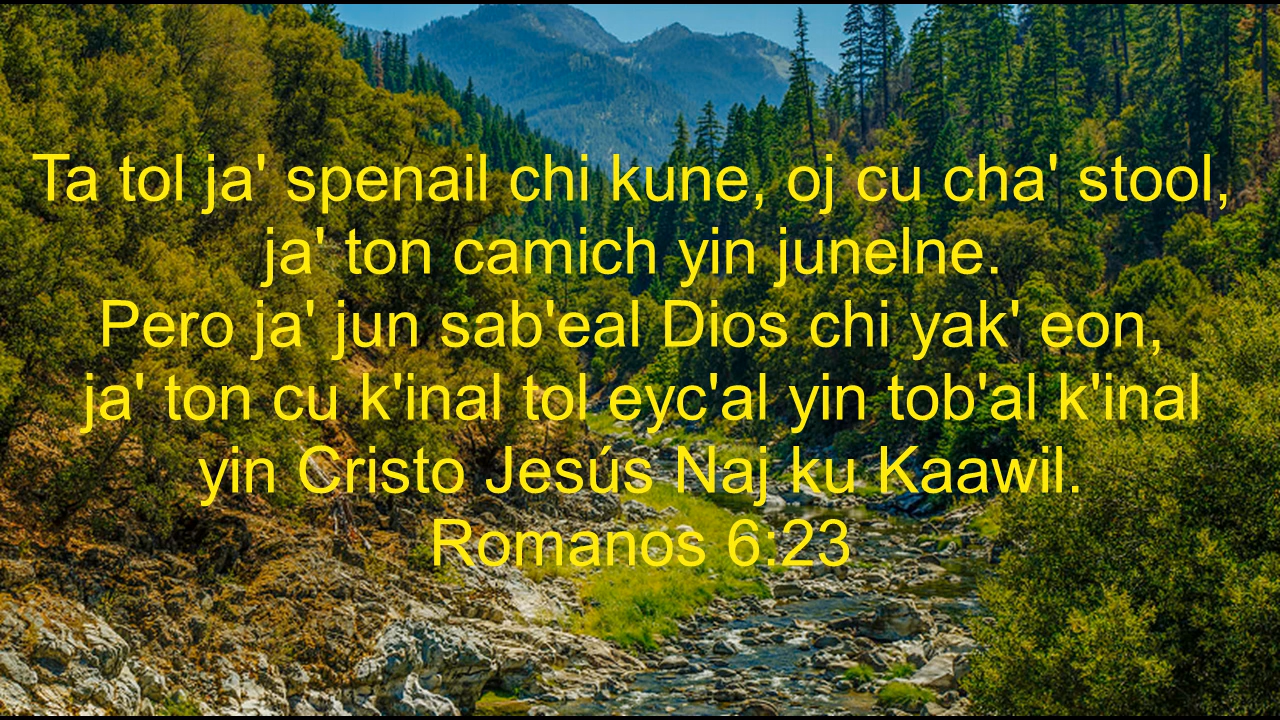 Ta tol ja' spenail chi kune, oj cu cha' stool,
ja' ton camich yin junelne.
Pero ja' jun sab'eal Dios chi yak' eon,
ja' ton cu k'inal tol eyc'al yin tob'al k'inal
yin Cristo Jesús Naj ku Kaawil.
Romanos 6:23